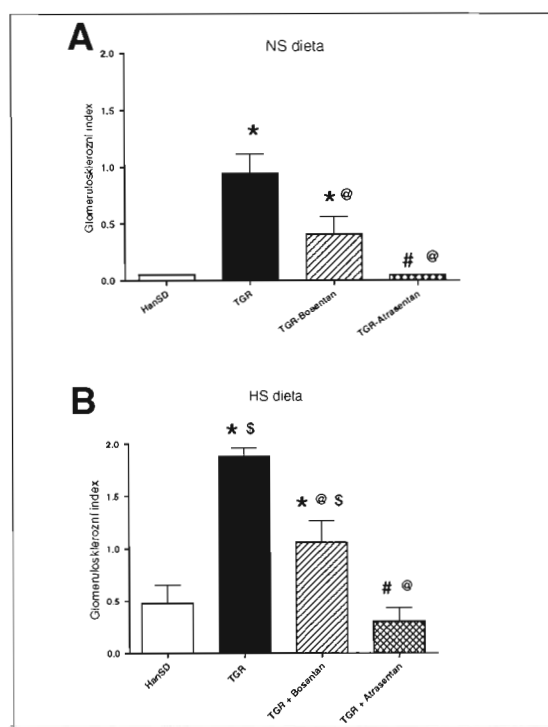 A
NS dieta
Glomerulosklerozní index
2.0
1.5
1.0
0.5
0.0
*
* @
# @
HanSD
TGR
TGR-Bosentan
TGR-Atrasentan
B
HS dieta
Glomerulosklerozní index
2.0
1.5
1.0
0.5
0.0
* $
* @ $
# @
HanSD
TGR
TGR + Bosentan
TGR + Atrasentan